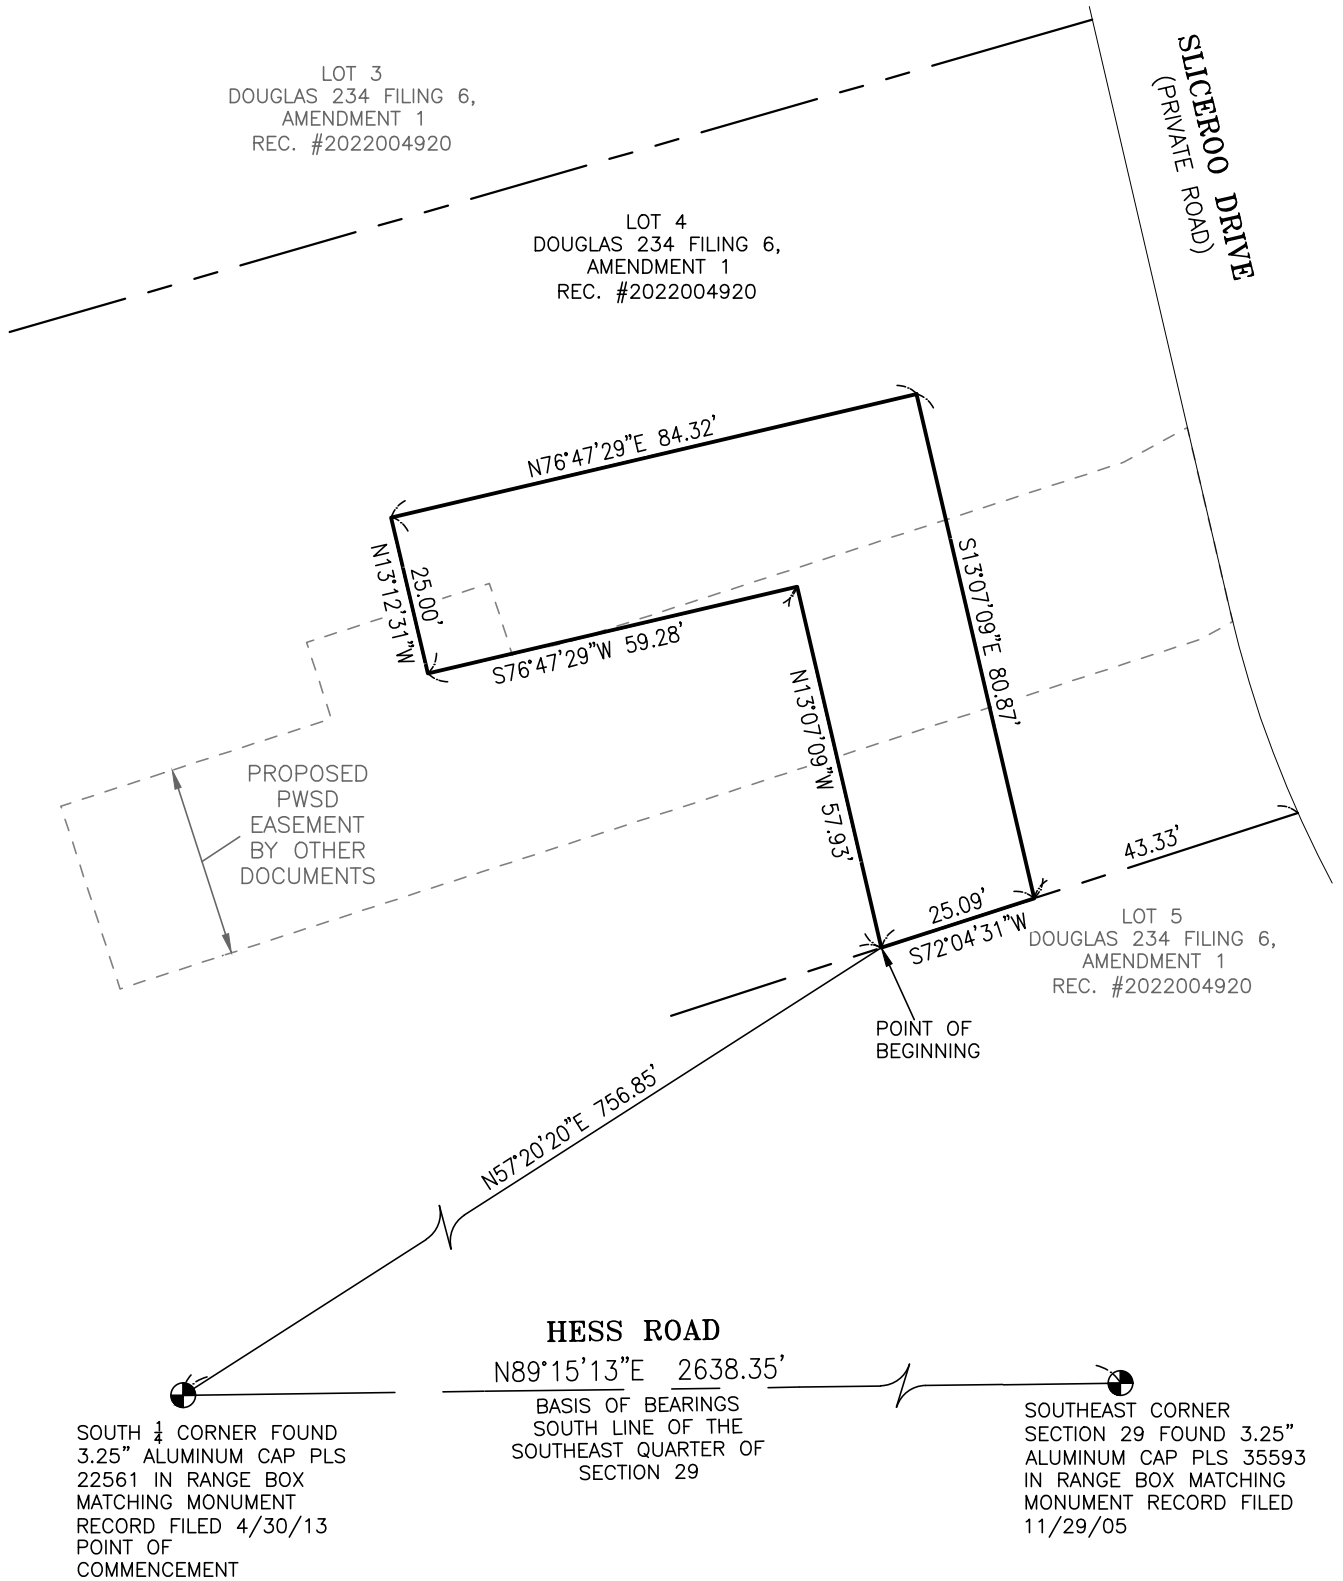 LOT 3
DOUGLAS 234 FILING 6,
AMENDMENT 1
REC. #2022004920
SLICEROO DRIVE
(PRIVATE ROAD)
LOT 4
DOUGLAS 234 FILING 6,
AMENDMENT 1
REC. #2022004920
N76°47'29"E 84.32'
N13°12'31"W
25.00'
S76°47'29"W 59.28'
S13°07'09"E 80.87'
N13°07'09"W 57.93'
PROPOSED
PWSD
EASEMENT
BY OTHER
DOCUMENTS
43.33'
25.09'
S72°04'31"W
LOT 5
DOUGLAS 234 FILING 6,
AMENDMENT 1
REC. #2022004920
POINT OF
BEGINNING
N57°20'20"E 756.85'
HESS ROAD
N89°15'13"E 2638.35'
BASIS OF BEARINGS
SOUTH LINE OF THE
SOUTHEAST QUARTER OF
SECTION 29
SOUTH 1/4 CORNER FOUND
3.25" ALUMINUM CAP PLS
22561 IN RANGE BOX
MATCHING MONUMENT
RECORD FILED 4/30/13
POINT OF
COMMENCEMENT
SOUTHEAST CORNER
SECTION 29 FOUND 3.25"
ALUMINUM CAP PLS 35593
IN RANGE BOX MATCHING
MONUMENT RECORD FILED
11/29/05